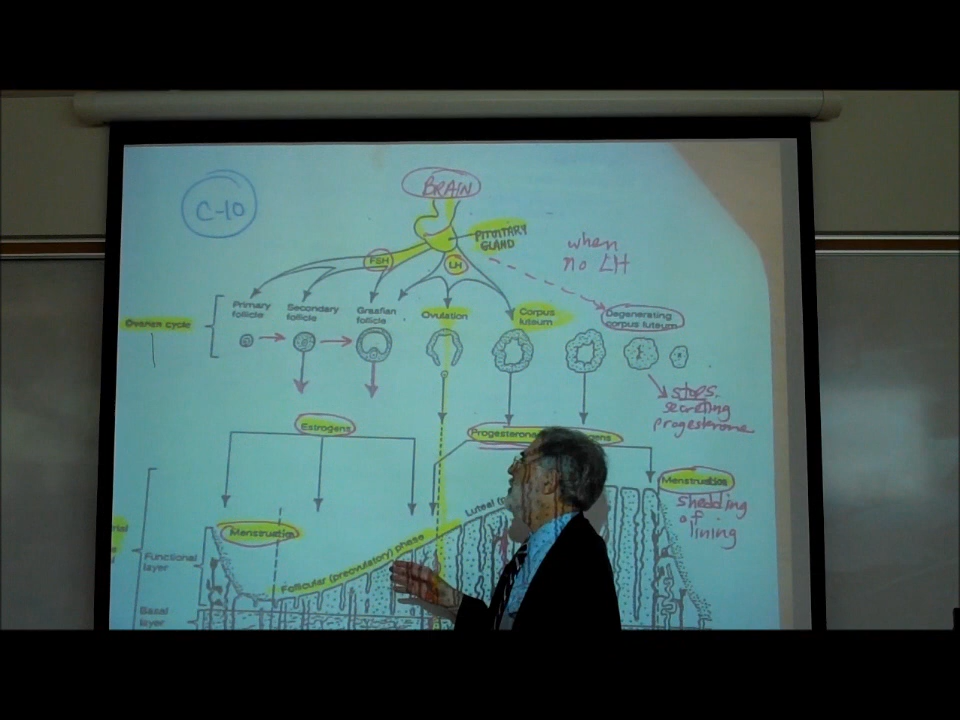 C-10
BRAIN
PITUITARY
GLAND
FSH
LH
when
no LH
Ovarian cycle
Primary
follicle
Secondary
follicle
Graafian
follicle
Ovulation
Corpus
luteum
Degenerating
corpus luteum
stops
secreting
progesterone
Estrogens
Menstruation
shedding
of
lining
Menstruation
Luteal
Follicular (preovulatory) phase
Functional
layer
Basal
layer